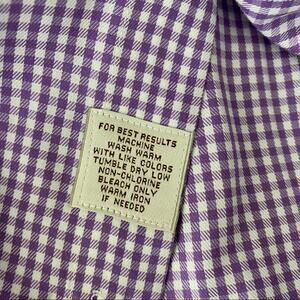 FOR BEST RESULTS
MACHINE
WASH WARM
WITH LIKE COLORS
TUMBLE DRY LOW
NON-CHLORINE
BLEACH ONLY
WARM IRON
IF NEEDED